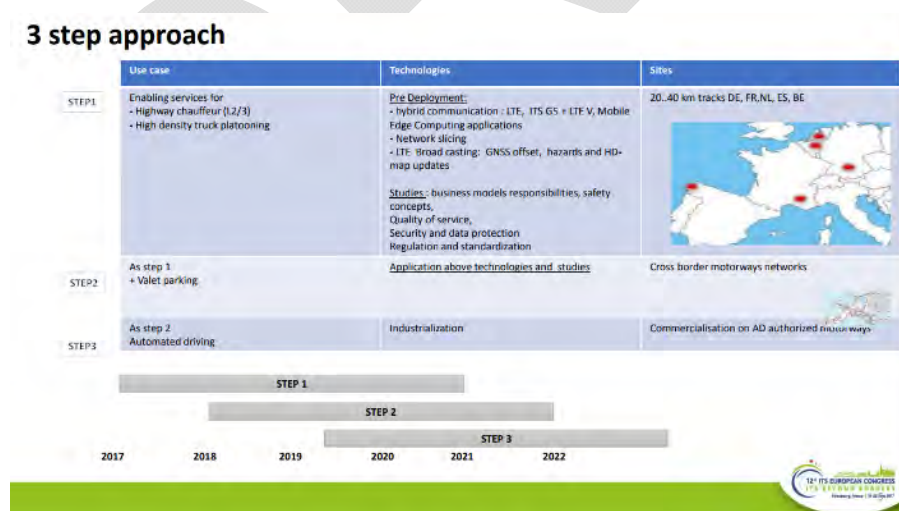 3 step approach
Use case
Technologies
Sites
STEP1
Enabling services for
- Highway chauffeur (L2/3)
- High density truck platooning
Pre Deployment:
- hybrid communication : LTE, ITS G5 + LTE V, Mobile
Edge Computing applications
- Network slicing
- LTE Broad casting: GNSS offset, hazards and HD-
map updates
Studies : business models responsibilities, safety
concepts,
Quality of service,
Security and data protection
Regulation and standardization
20..40 km tracks DE, FR,NL, ES, BE
STEP2
As step 1
+ Valet parking
Application above technologies and studies
Cross border motorways networks
STEP3
As step 2
Automated driving
Industrialization
Commercialisation on AD authorized motorways
STEP 1
STEP 2
STEP 3
2017 2018 2019 2020 2021 2022
12th ITS EUROPEAN CONGRESS
ITS BEYOND BORDERS